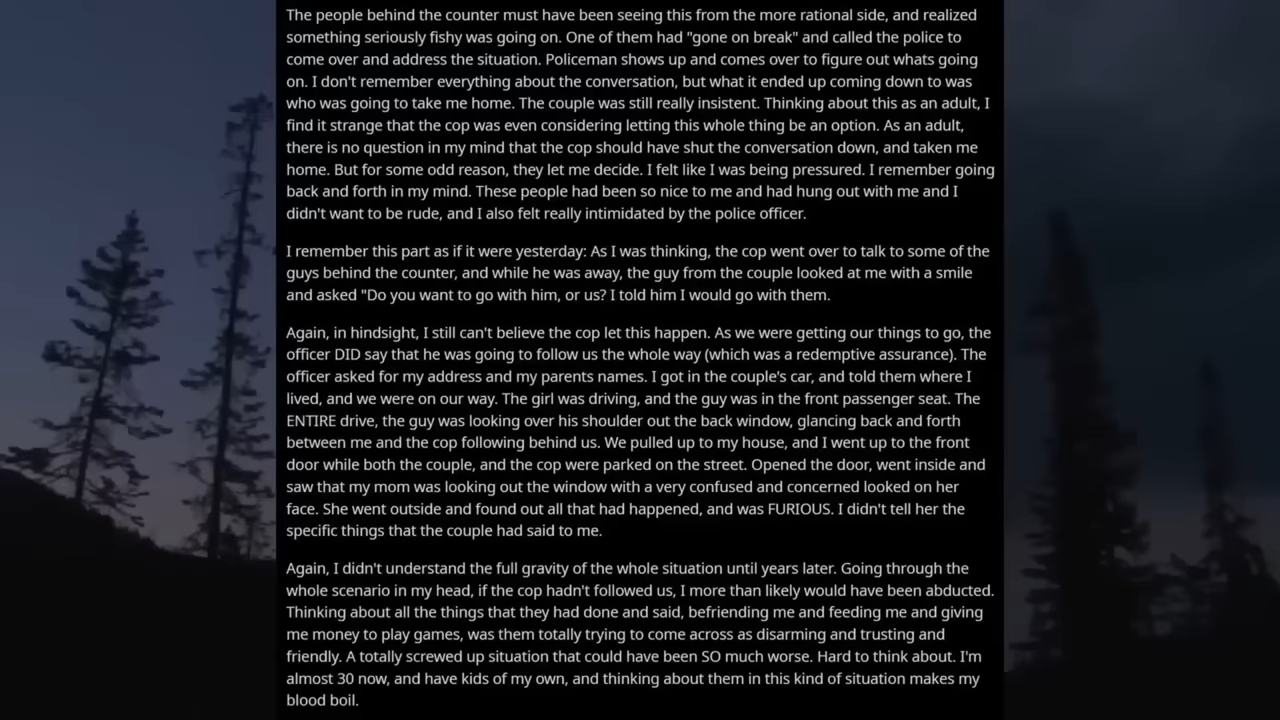 The people behind the counter must have been seeing this from the more rational side, and realized
something seriously fishy was going on. One of them had "gone on break" and called the police to
come over and address the situation. Policeman shows up and comes over to figure out whats going
on. I don't remember everything about the conversation, but what it ended up coming down to was
who was going to take me home. The couple was still really insistent. Thinking about this as an adult, I
find it strange that the cop was even considering letting this whole thing be an option. As an adult,
there is no question in my mind that the cop should have shut the conversation down, and taken me
home. But for some odd reason, they let me decide. I felt like I was being pressured. I remember going
back and forth in my mind. These people had been so nice to me and had hung out with me and I
didn't want to be rude, and I also felt really intimidated by the police officer.
I remember this part as if it were yesterday: As I was thinking, the cop went over to talk to some of the
guys behind the counter, and while he was away, the guy from the couple looked at me with a smile
and asked "Do you want to go with him, or us? I told him I would go with them.
Again, in hindsight, I still can't believe the cop let this happen. As we were getting our things to go, the
officer DID say that he was going to follow us the whole way (which was a redemptive assurance). The
officer asked for my address and my parents names. I got in the couple's car, and told them where I
lived, and we were on our way. The girl was driving, and the guy was in the front passenger seat. The
ENTIRE drive, the guy was looking over his shoulder out the back window, glancing back and forth
between me and the cop following behind us. We pulled up to my house, and I went up to the front
door while both the couple, and the cop were parked on the street. Opened the door, went inside and
saw that my mom was looking out the window with a very confused and concerned looked on her
face. She went outside and found out all that had happened, and was FURIOUS. I didn't tell her the
specific things that the couple had said to me.
Again, I didn't understand the full gravity of the whole situation until years later. Going through the
whole scenario in my head, if the cop hadn't followed us, I more than likely would have been abducted.
Thinking about all the things that they had done and said, befriending me and feeding me and giving
me money to play games, was them totally trying to come across as disarming and trusting and
friendly. A totally screwed up situation that could have been SO much worse. Hard to think about. I'm
almost 30 now, and have kids of my own, and thinking about them in this kind of situation makes my
blood boil.